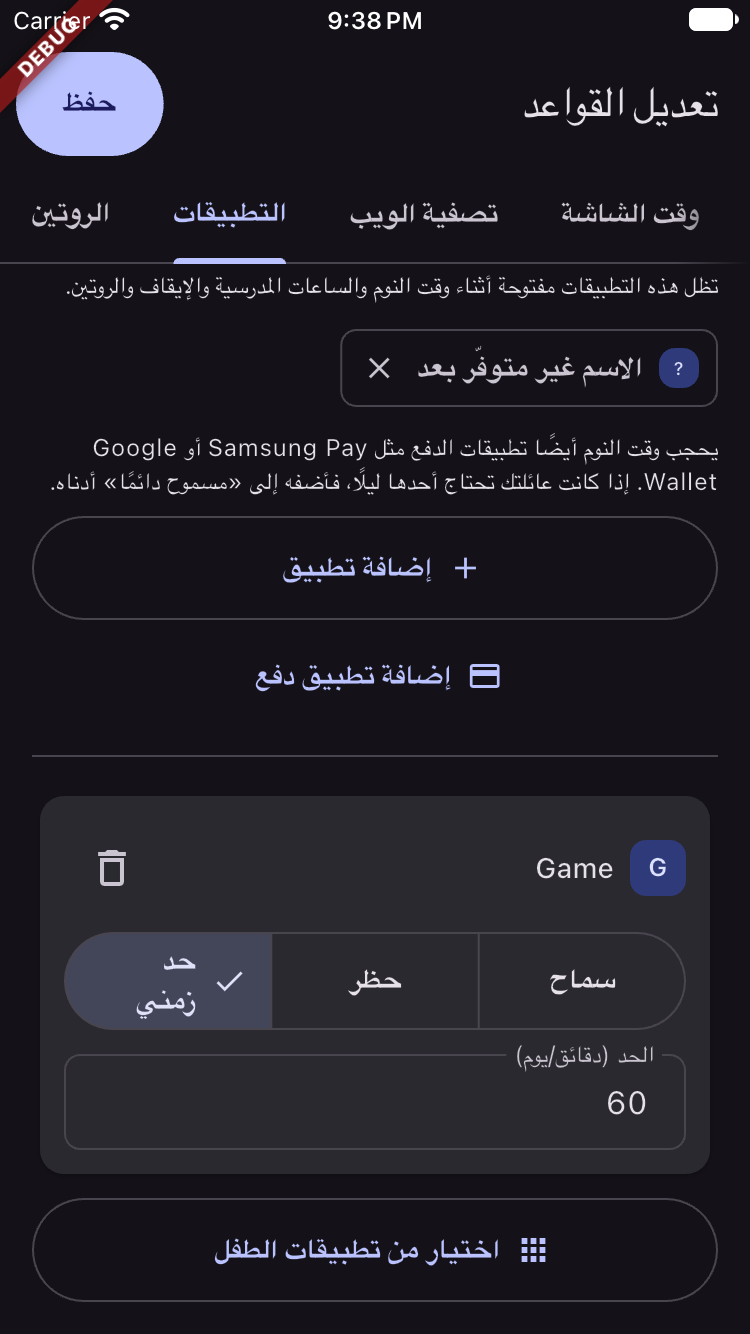 Carrier
9:38 PM
DEBUG
تعديل القواعد
حفظ
وقت الشاشة
تصفية الويب
التطبيقات
الروتين
تظل هذه التطبيقات مفتوحة أثناء وقت النوم والساعات المدرسية والإيقاف والروتين.
? الاسم غير متوفّر بعد
يحجب وقت النوم أيضًا تطبيقات الدفع مثل Samsung Pay أو Google
Wallet. إذا كانت عائلتك تحتاج أحدها ليلًا، فأضفه إلى «مسموح دائمًا» أدناه.
إضافة تطبيق
إضافة تطبيق دفع
G Game
سماح
حظر
حد
زمني
الحد (دقائق/يوم)
60
اختيار من تطبيقات الطفل